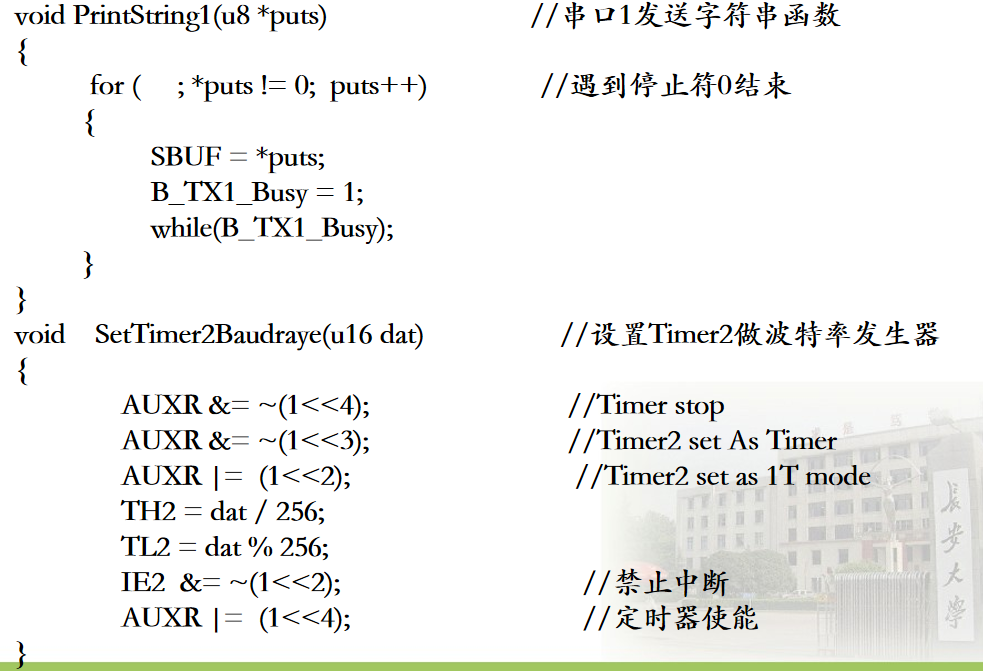 void PrintString1(u8 *puts) //串口1发送字符串函数
{
for ( ; *puts != 0; puts++) //遇到停止符0结束
{
SBUF = *puts;
B_TX1_Busy = 1;
while(B_TX1_Busy);
}
}
void SetTimer2Baudraye(u16 dat) //设置Timer2做波特率发生器
{
AUXR &= ~(1<<4); //Timer stop
AUXR &= ~(1<<3); //Timer2 set As Timer
AUXR |= (1<<2); //Timer2 set as 1T mode
TH2 = dat / 256;
TL2 = dat % 256;
IE2 &= ~(1<<2); //禁止中断
AUXR |= (1<<4); //定时器使能
}
长安大学